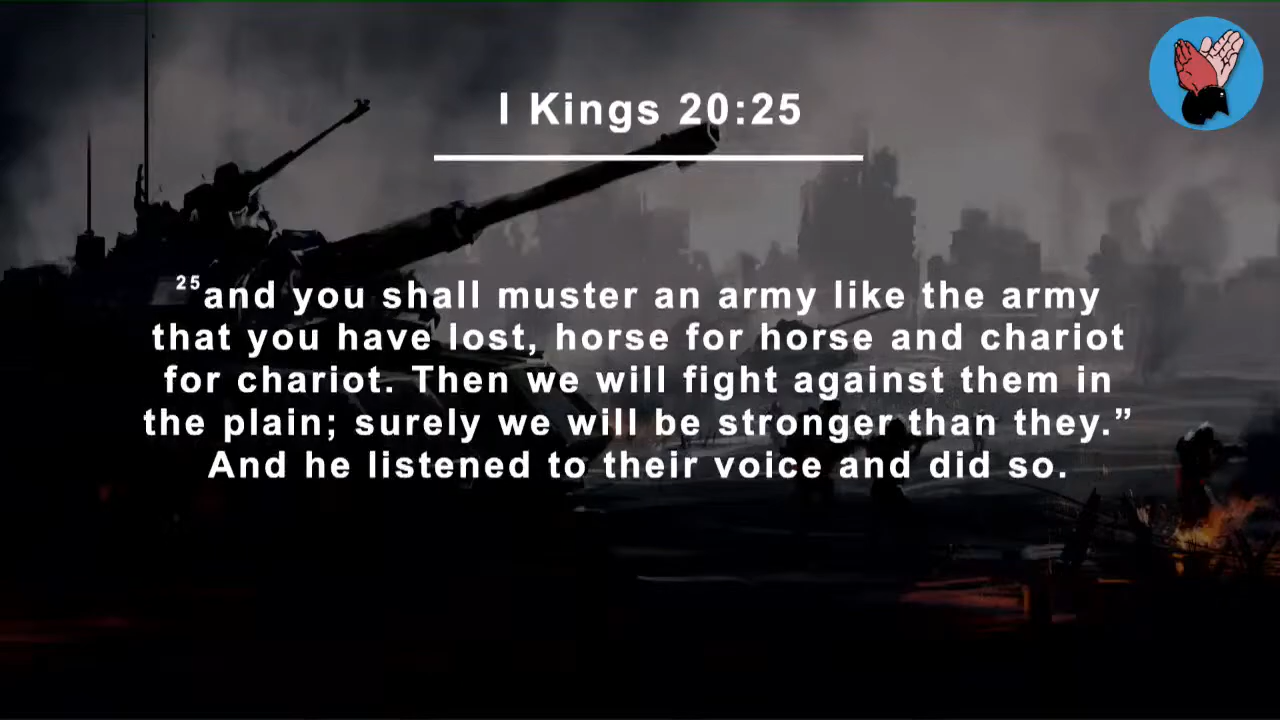 I Kings 20:25
25and you shall muster an army like the army
that you have lost, horse for horse and chariot
for chariot. Then we will fight against them in
the plain; surely we will be stronger than they.”
And he listened to their voice and did so.